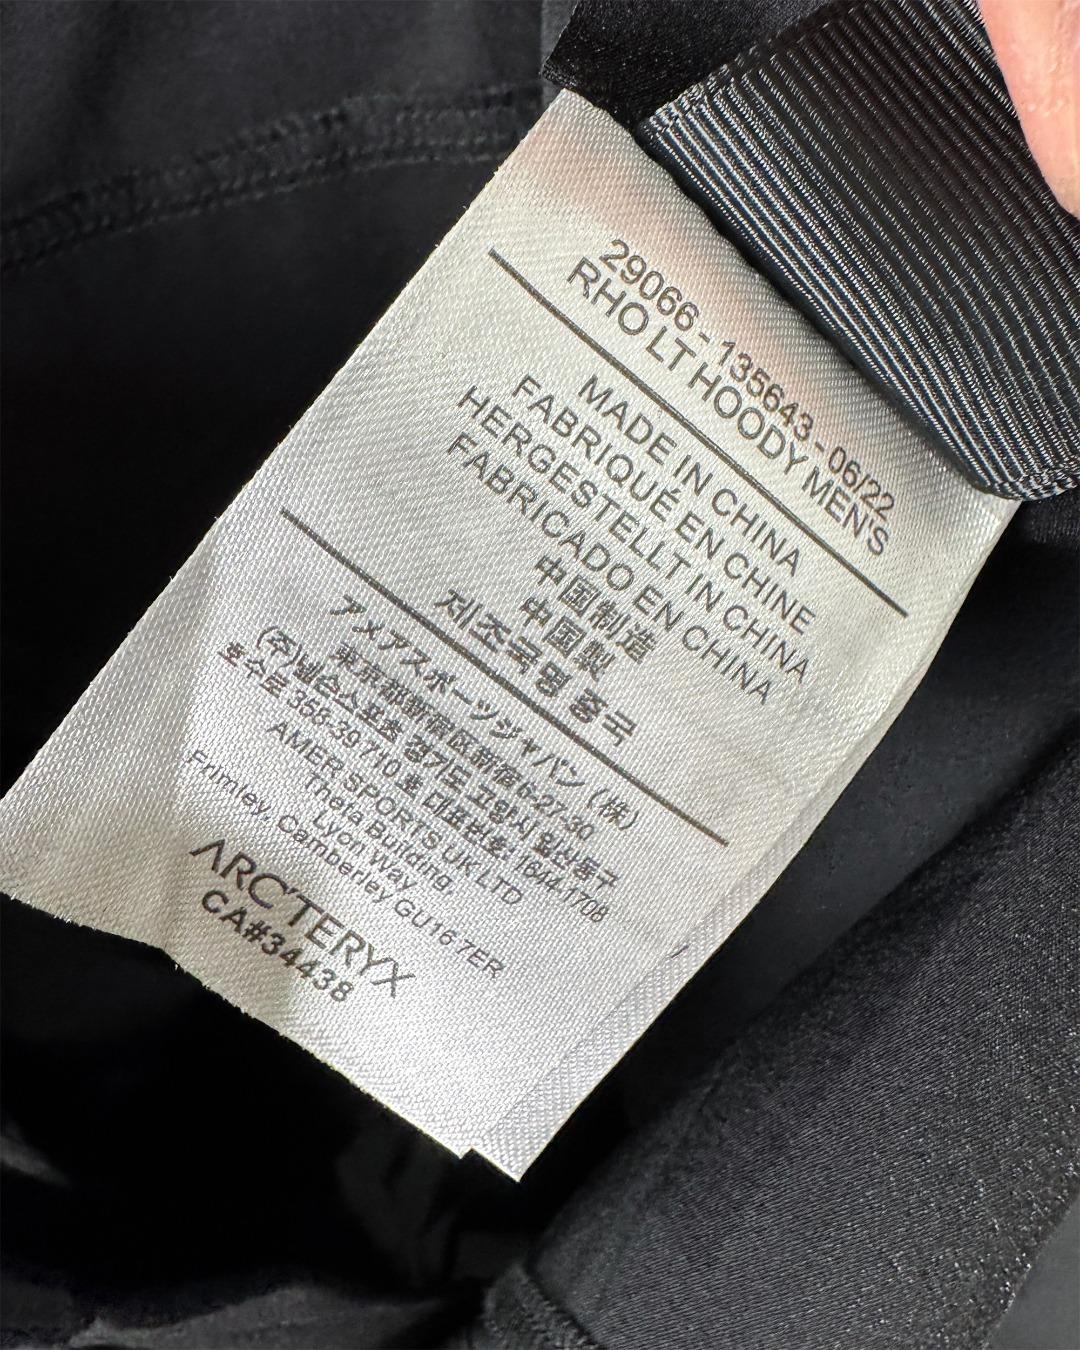 29066 - 135643 - 06/22
RHO LT HOODY MEN'S
MADE IN CHINA
FABRIQUÉ EN CHINE
HERGESTELLT IN CHINA
FABRICADO EN CHINA
中国制造
中国製
제조국명 중국
アメアスポーツジャパン (株)
東京都新宿区新宿6-27-30
(주)넬슨스포츠 경기도 고양시 일산동구
호수로 358-39 710 호 대표번호 1644.1708
AMER SPORTS UK LTD
Theta Building.
Lycn Way
Frimley, Camberley GU16 7ER
ARC'TERYX
CA#34438